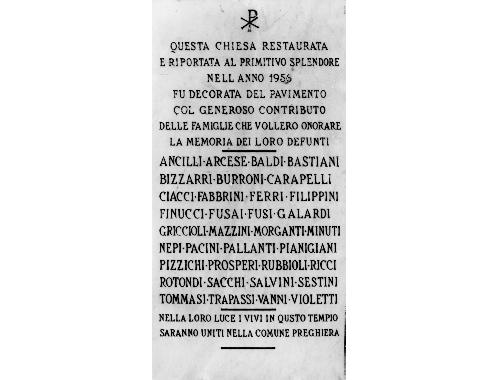 QUESTA CHIESA RESTAURATA
E RIPORTATA AL PRIMITIVO SPLENDORE
NELL ANNO 1956
FU DECORATA DEL PAVIMENTO
COL GENEROSO CONTRIBUTO
DELLE FAMIGLIE CHE VOLLERO ONORARE
LA MEMORIA DEI LORO DEFUNTI
ANCILLI·ARCESE·BALDI·BASTIANI
BIZZARRI·BURRONI·CARAPELLI
CIACCI·FABBRINI·FERRI·FILIPPINI
FINUCCI·FUSAI·FUSI·GALARDI
GRICCIOLI·MAZZINI·MORGANTI·MINUTI
NEPI·PACINI·PALLANTI·PIANIGIANI
PIZZICHI·PROSPERI·RUBBIOLI·RICCI
ROTONDI·SACCHI·SALVINI·SESTINI
TOMMASI·TRAPASSI·VANNI·VIOLETTI
NELLA LORO LUCE I VIVI IN QUSTO TEMPIO
SARANNO UNITI NELLA COMUNE PREGHIERA